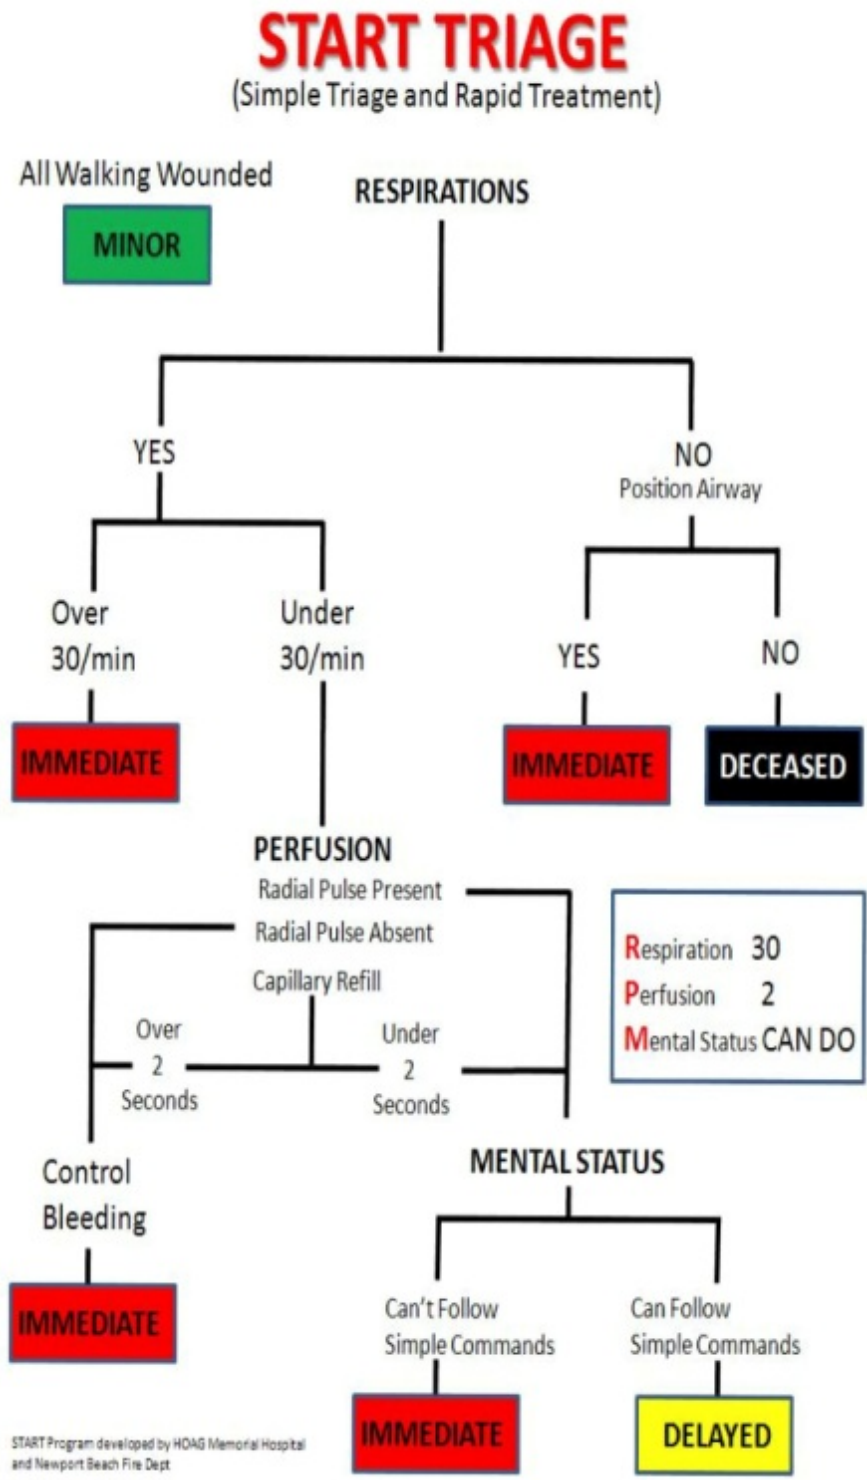 START TRIAGE
(Simple Triage and Rapid Treatment)
All Walking Wounded
MINOR
RESPIRATIONS
YES
NO
Position Airway
Over
30/min
Under
30/min
YES
NO
IMMEDIATE
IMMEDIATE
DECEASED
PERFUSION
Radial Pulse Present
Radial Pulse Absent
Capillary Refill
Over
2
Seconds
Under
2
Seconds
Respiration 30
Perfusion 2
Mental Status CAN DO
Control
Bleeding
IMMEDIATE
MENTAL STATUS
Can't Follow
Simple Commands
Can Follow
Simple Commands
IMMEDIATE
DELAYED
START Program developed by HOAG Memorial Hospital
and Newport Beach Fire Dept